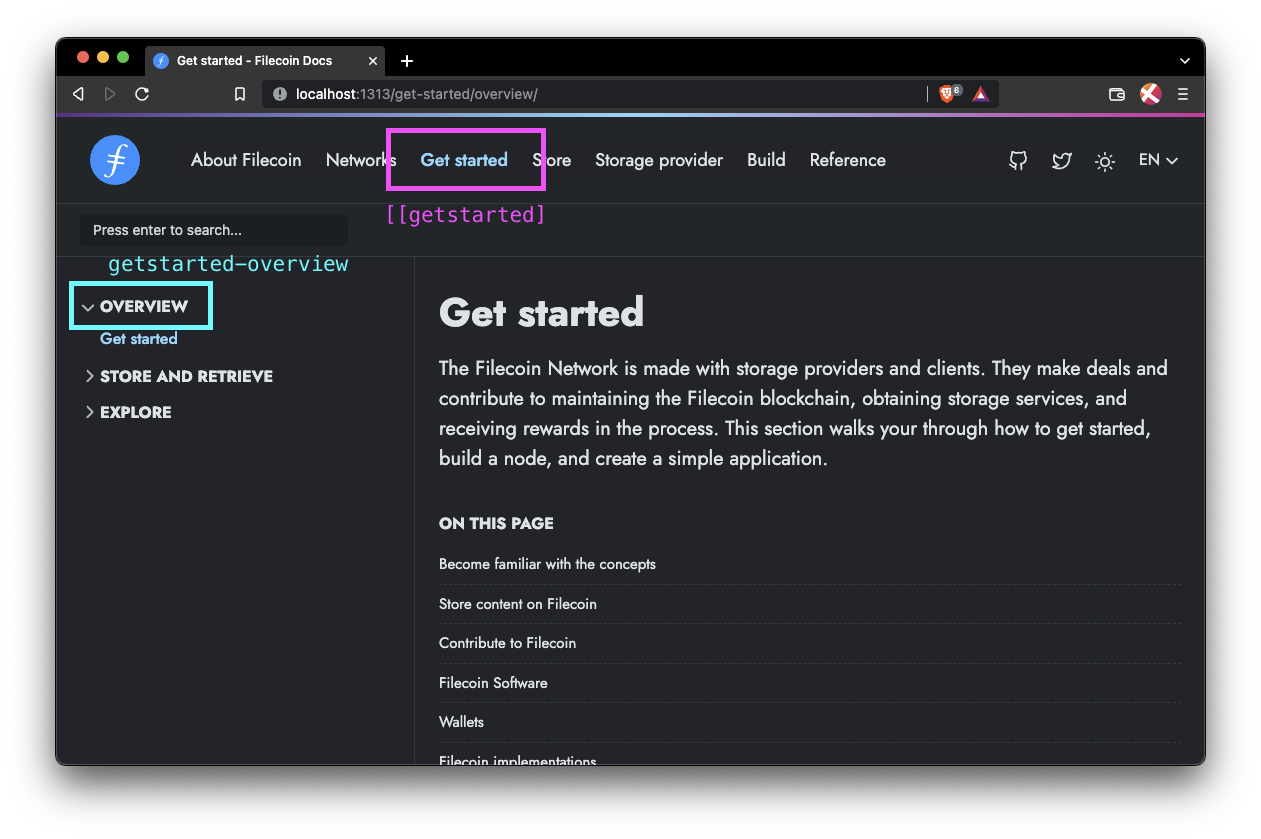 Get started - Filecoin Docs
localhost:1313/get-started/overview/
6
About Filecoin Networks Get started Store Storage provider Build Reference EN
[[getstarted]
Press enter to search...
getstarted-overview
OVERVIEW
Get started
STORE AND RETRIEVE
EXPLORE
Get started
The Filecoin Network is made with storage providers and clients. They make deals and
contribute to maintaining the Filecoin blockchain, obtaining storage services, and
receiving rewards in the process. This section walks your through how to get started,
build a node, and create a simple application.
ON THIS PAGE
Become familiar with the concepts
Store content on Filecoin
Contribute to Filecoin
Filecoin Software
Wallets
Filecoin implementations